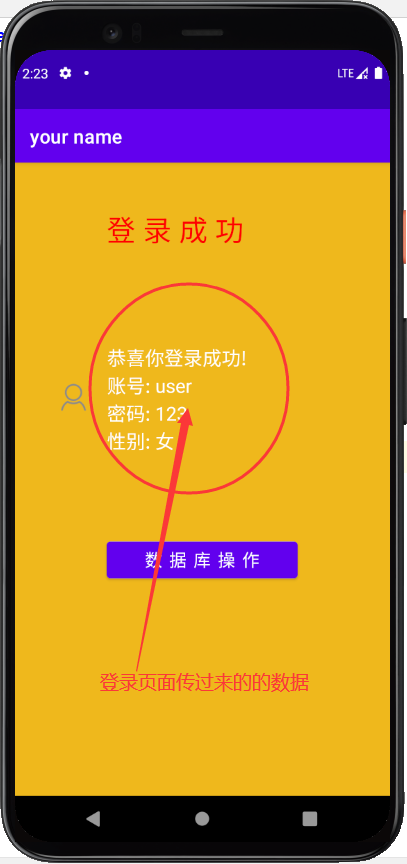 2:23
LTE
your name
登录成功
恭喜你登录成功!
账号: user
密码: 123
性别: 女
数据库操作
登录页面传过来的的数据